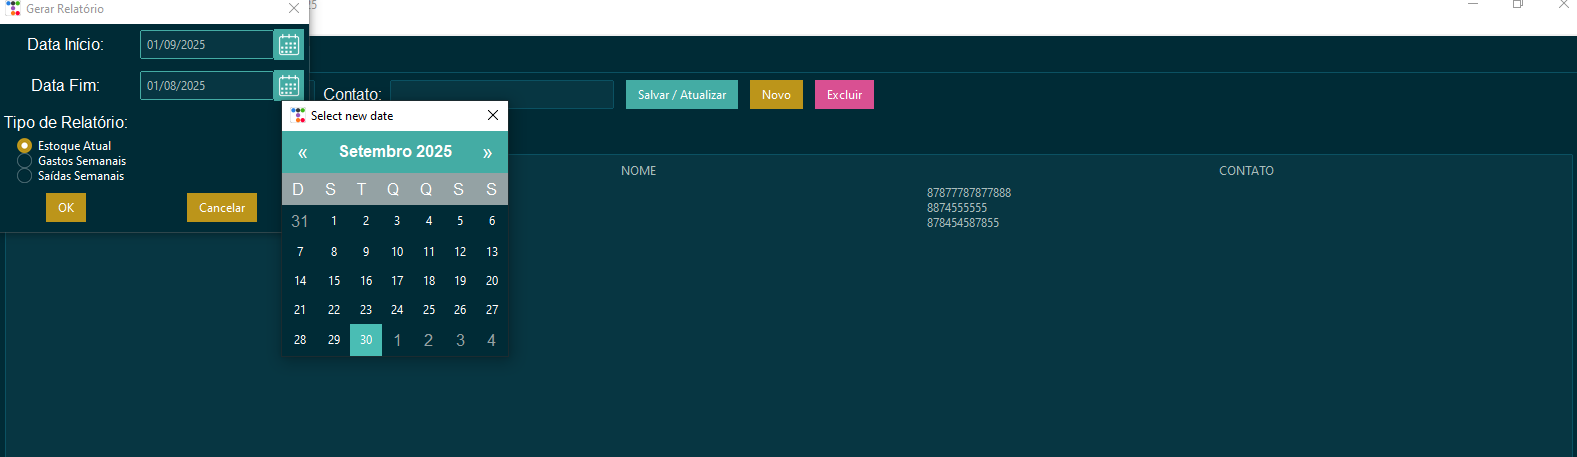 Gerar Relatório
Data Início:
01/09/2025
Data Fim:
01/08/2025
Tipo de Relatório:
Estoque Atual
Gastos Semanais
Saídas Semanais
OK
Cancelar
Contato:
Salvar / Atualizar
Novo
Excluir
Select new date
« Setembro 2025 »
D S T Q Q S S
31 1 2 3 4 5 6
7 8 9 10 11 12 13
14 15 16 17 18 19 20
21 22 23 24 25 26 27
28 29 30 1 2 3 4
NOME
CONTATO
87877787877888
8874555555
878454587855